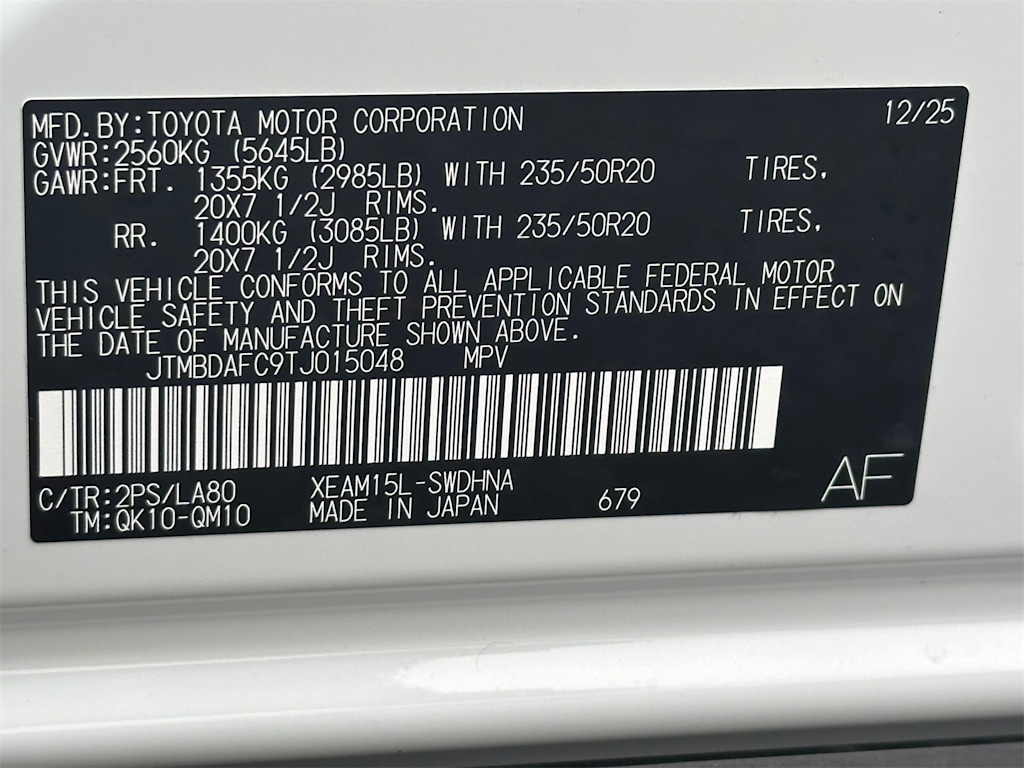 MFD. BY:TOYOTA MOTOR CORPORATION 12/25
GVWR:2560KG (5645LB)
GAWR:FRT. 1355KG (2985LB) WITH 235/50R20 TIRES,
20X7 1/2J RIMS.
RR. 1400KG (3085LB) WITH 235/50R20 TIRES,
20X7 1/2J RIMS.
THIS VEHICLE CONFORMS TO ALL APPLICABLE FEDERAL MOTOR
VEHICLE SAFETY AND THEFT PREVENTION STANDARDS IN EFFECT ON
THE DATE OF MANUFACTURE SHOWN ABOVE.
JTMBDAFC9TJ015048 MPV
C/TR:2PS/LA80 XEAM15L-SWDHNA
TM:QK10-QM10 MADE IN JAPAN 679 AF